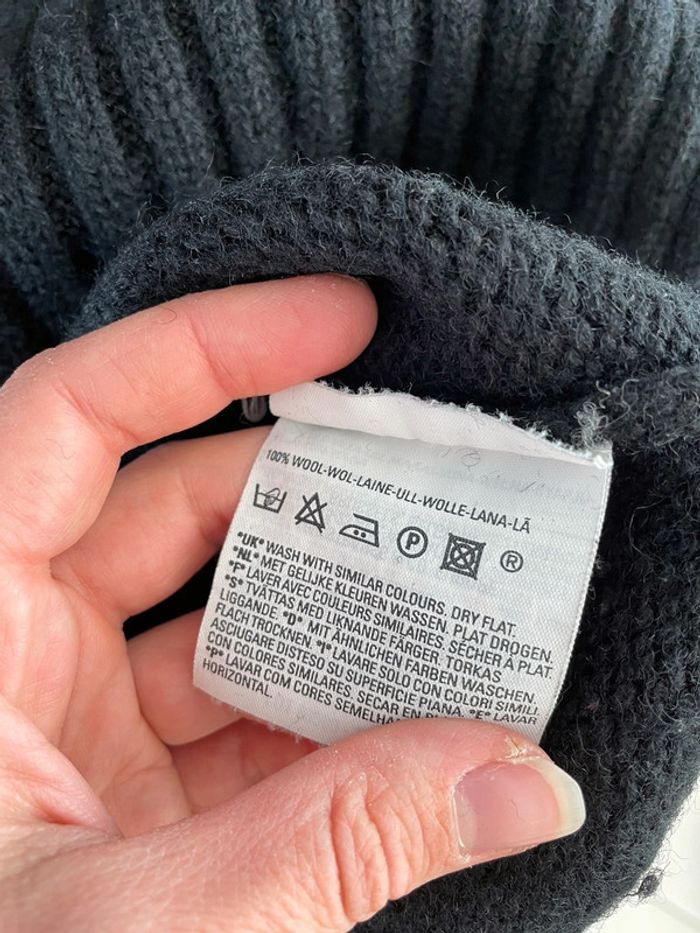 100% WOOL-WOL-LAINE-ULL-WOLLE-LANA-LÃ
P ®
*UK* WASH WITH SIMILAR COLOURS. DRY FLAT.
*NL* MET GELIJKE KLEUREN WASSEN. PLAT DROGEN.
*F* LAVER AVEC COULEURS SIMILAIRES. SÉCHER À PLAT.
*S* TVÄTTAS MED LIKNANDE FÄRGER. TORKAS
LIGGANDE. *D* MIT ÄHNLICHEN FARBEN WASCHEN.
FLACH TROCKNEN. *I* LAVARE SOLO CON COLORI SIMILI.
ASCIUGARE DISTESO SU SUPERFICIE PIANA. *E* LAVAR
CON COLORES SIMILARES. SECAR EN
*P* LAVAR COM CORES
HORIZONTAL.